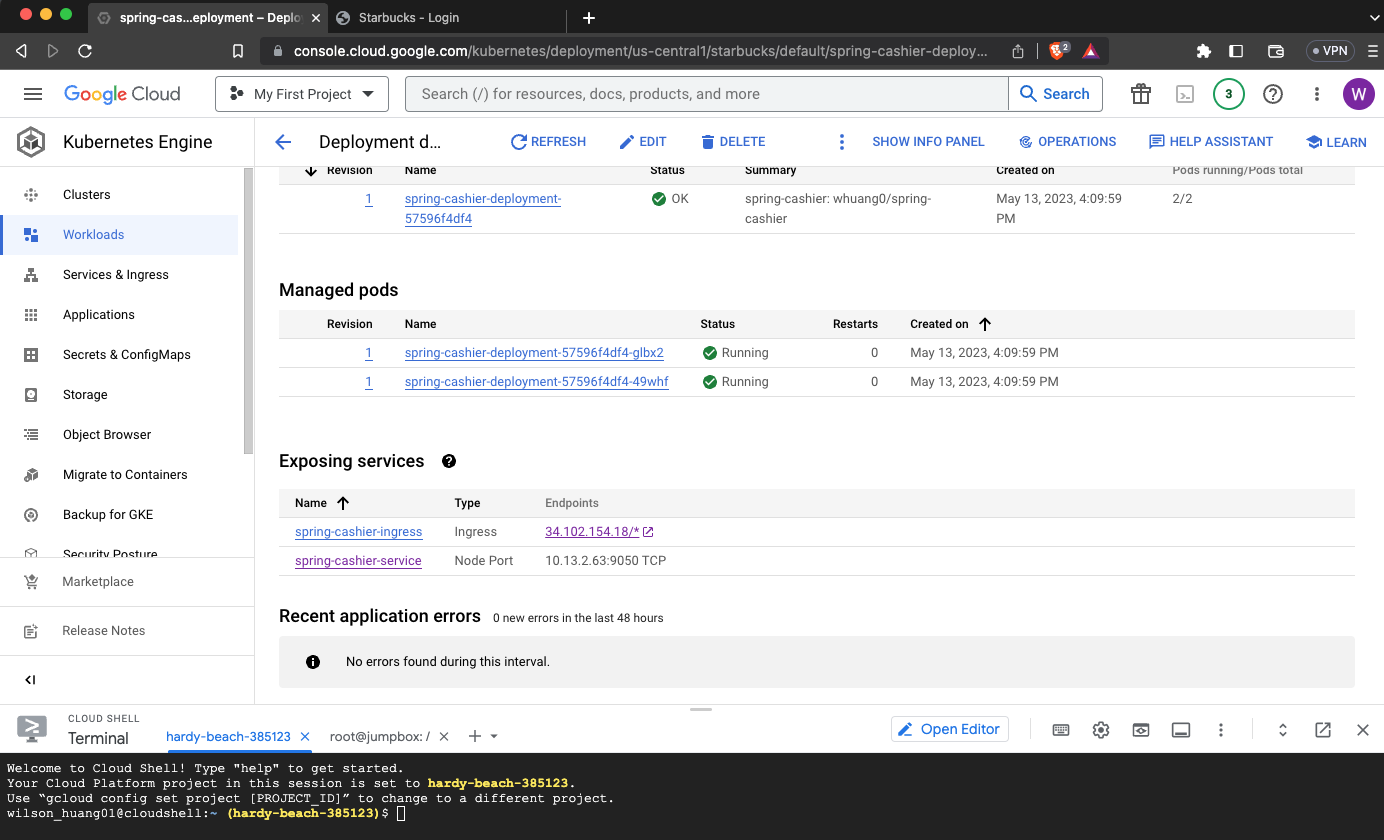 spring-cas...eployment – Deplo
Starbucks - Login
console.cloud.google.com/kubernetes/deployment/us-central1/starbucks/default/spring-cashier-deploy...
2
VPN
Google Cloud
My First Project
Search (/) for resources, docs, products, and more
Search
3
W
Kubernetes Engine
Deployment d...
REFRESH
EDIT
DELETE
SHOW INFO PANEL
OPERATIONS
HELP ASSISTANT
LEARN
Clusters
Workloads
Services & Ingress
Applications
Secrets & ConfigMaps
Storage
Object Browser
Migrate to Containers
Backup for GKE
Security Posture
Marketplace
Release Notes
Revision Name Status Summary Created on Pods running/Pods total
1 spring-cashier-deployment- OK spring-cashier: whuang0/spring- May 13, 2023, 4:09:59 2/2
57596f4df4 cashier PM
Managed pods
Revision Name Status Restarts Created on
1 spring-cashier-deployment-57596f4df4-glbx2 Running 0 May 13, 2023, 4:09:59 PM
1 spring-cashier-deployment-57596f4df4-49whf Running 0 May 13, 2023, 4:09:59 PM
Exposing services
Name Type Endpoints
spring-cashier-ingress Ingress 34.102.154.18/*
spring-cashier-service Node Port 10.13.2.63:9050 TCP
Recent application errors 0 new errors in the last 48 hours
No errors found during this interval.
CLOUD SHELL
Terminal
hardy-beach-385123
root@jumpbox: /
Open Editor
Welcome to Cloud Shell! Type "help" to get started.
Your Cloud Platform project in this session is set to hardy-beach-385123.
Use “gcloud config set project [PROJECT_ID]” to change to a different project.
wilson_huang01@cloudshell:~ (hardy-beach-385123)$